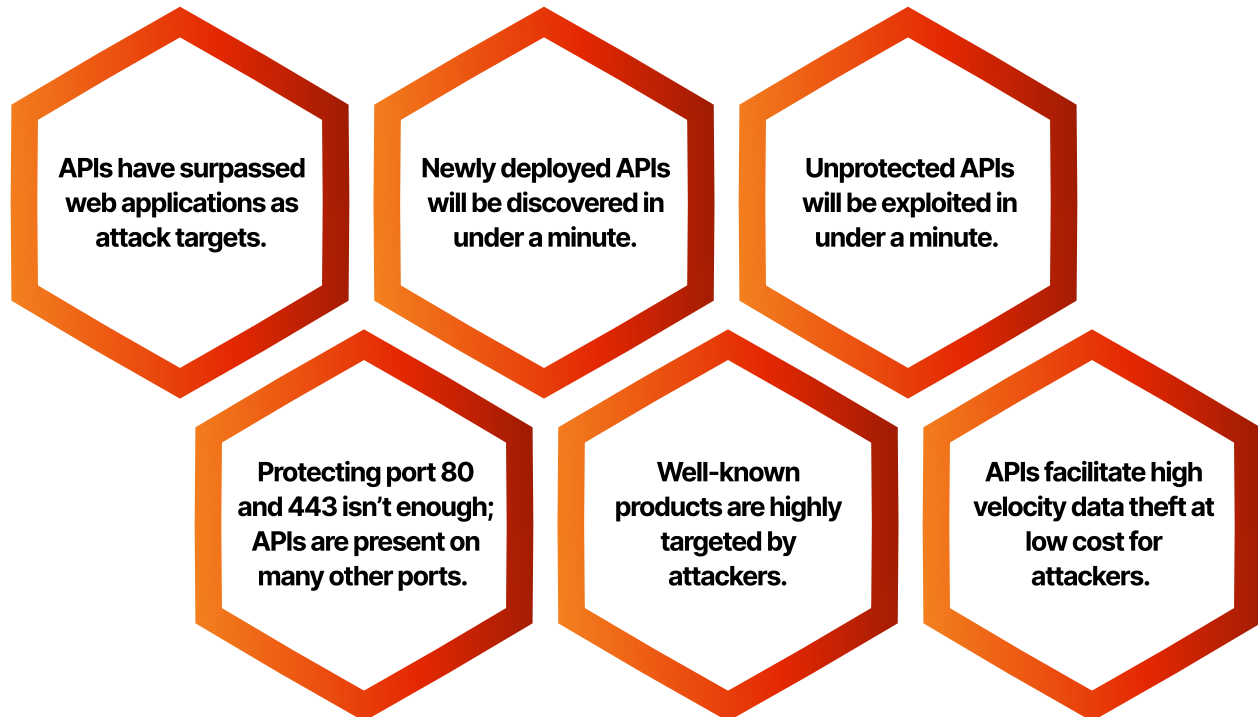 APIs have surpassed
web applications as
attack targets.
Newly deployed APIs
will be discovered in
under a minute.
Unprotected APIs
will be exploited in
under a minute.
Protecting port 80
and 443 isn’t enough;
APIs are present on
many other ports.
Well-known
products are highly
targeted by
attackers.
APIs facilitate high
velocity data theft at
low cost for
attackers.